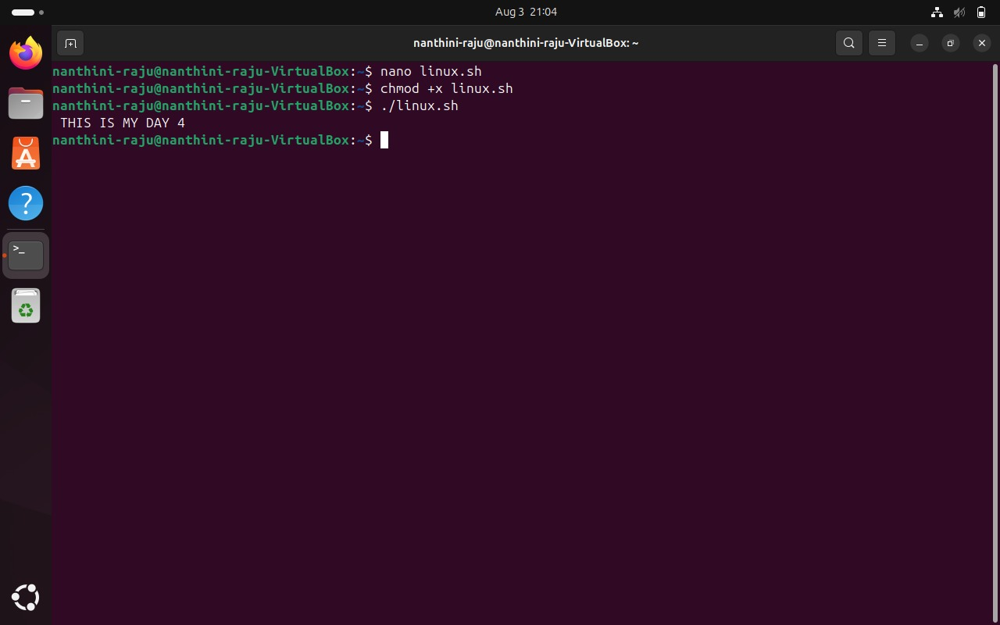 Aug 3 21:04
nanthini-raju@nanthini-raju-VirtualBox: ~
nanthini-raju@nanthini-raju-VirtualBox:~$ nano linux.sh
nanthini-raju@nanthini-raju-VirtualBox:~$ chmod +x linux.sh
nanthini-raju@nanthini-raju-VirtualBox:~$ ./linux.sh
 THIS IS MY DAY 4
nanthini-raju@nanthini-raju-VirtualBox:~$